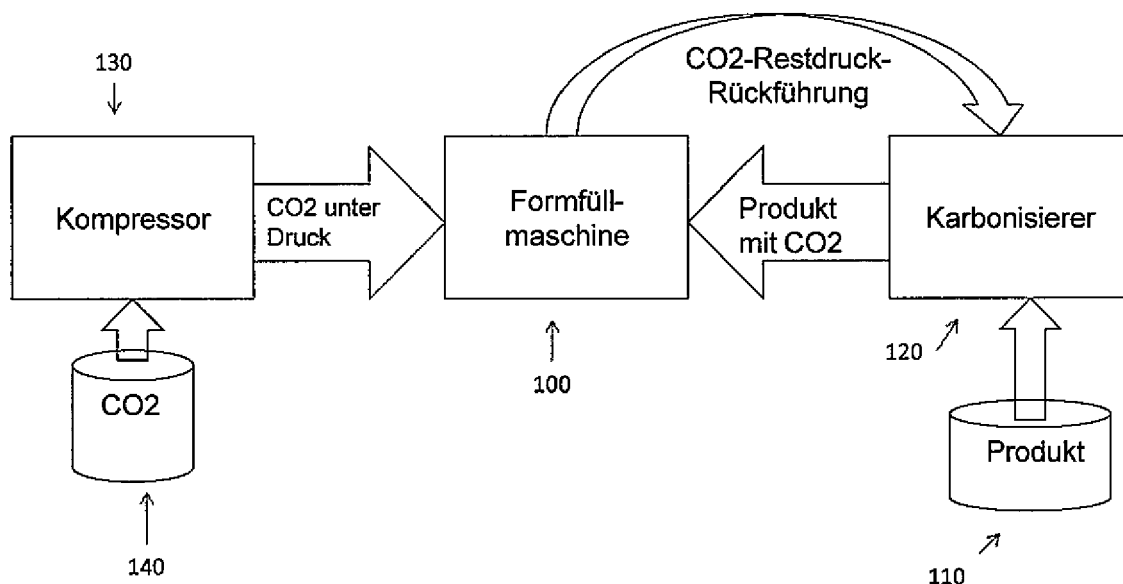 130
CO2-Restdruck-
Rückführung
Kompressor
CO2 unter
Druck
Formfüll-
maschine
Produkt
mit CO2
Karbonisierer
120
100
CO2
Produkt
140
110